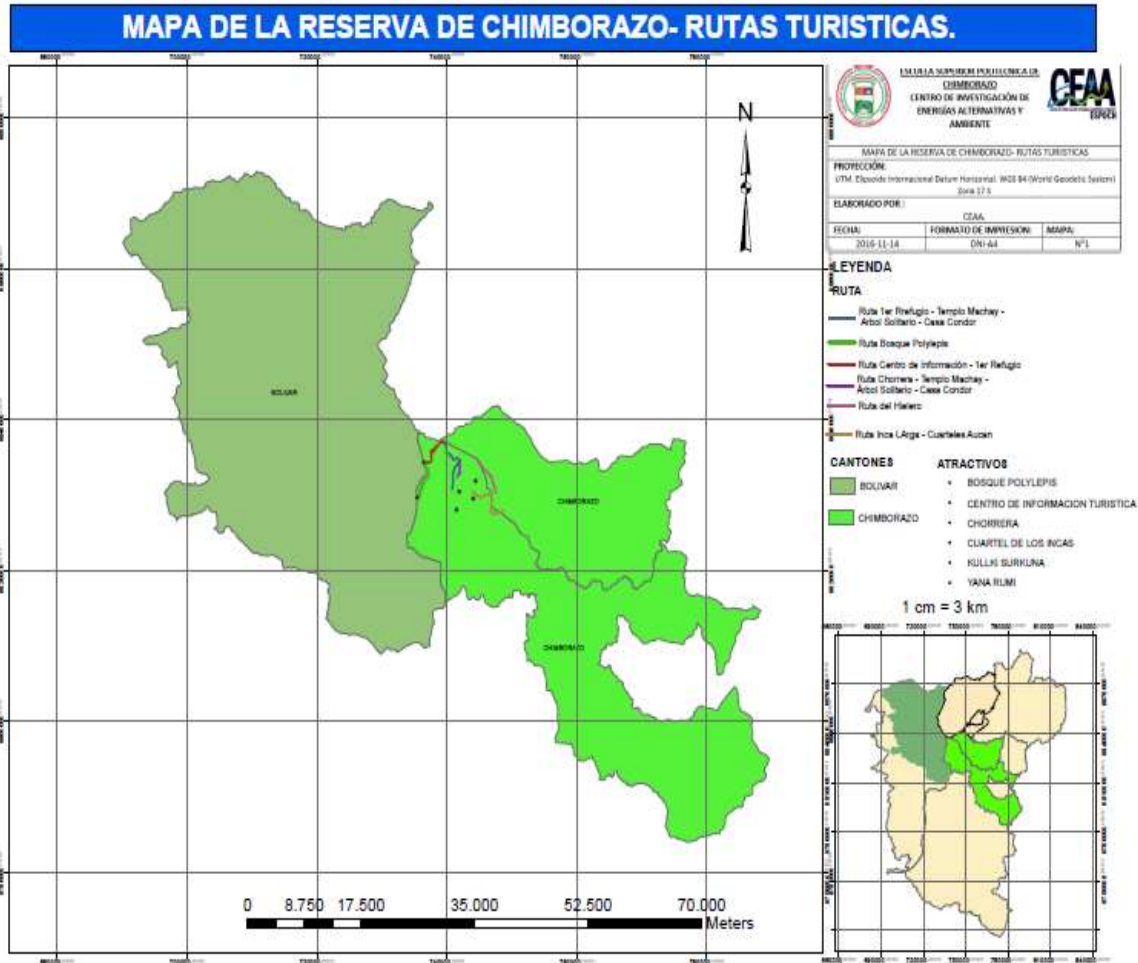 MAPA DE LA RESERVA DE CHIMBORAZO- RUTAS TURISTICAS.
N
BOLIVAR
CHIMBORAZO
CHIMBORAZO
0 8.750 17.500 35.000 52.500 70.000
Meters
ESCUELA SUPERIOR POLITECNICA DE
CHIMBORAZO
CENTRO DE INVESTIGACIÓN DE
ENERGÍAS ALTERNATIVAS Y
AMBIENTE
CEAA
ESPOCH
MAPA DE LA RESERVA DE CHIMBORAZO- RUTAS TURISTICAS
PROYECCIÓN:
UTM. Elipsoide Internacional Datum Horizontal. WGS 84 (World Geodetic System)
Zona 17 S
ELABORADO POR :
CEAA
FECHA: FORMATO DE IMPRESION: MAPA:
2016-11-14 DNI-A4 N°1
LEYENDA
RUTA
Ruta 1er Rrefugio - Templo Machay -
Arbol Solitario - Casa Condor
Ruta Bosque Polylepis
Ruta Centro de Información - 1er Refugio
Ruta Chorrera - Templo Machay -
Arbol Solitario - Casa Condor
Ruta del Hielero
Ruta Inca LArga - Cuarteles Aucan
CANTONES
BOLIVAR
CHIMBORAZO
ATRACTIVOS
BOSQUE POLYLEPIS
CENTRO DE INFORMACION TURISTICA
CHORRERA
CUARTEL DE LOS INCAS
KULLKI SURKUNA
YANA RUMI
1 cm = 3 km